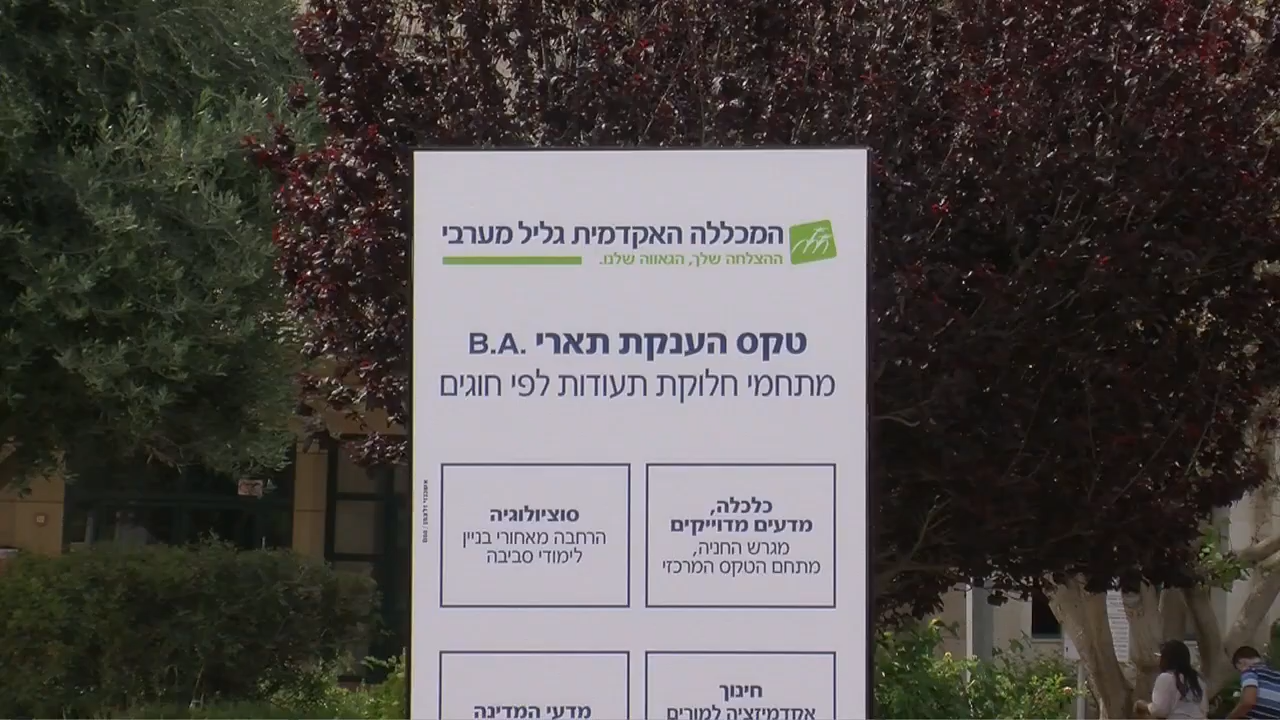 המכללה האקדמית גליל מערבי
ההצלחה שלך, הגאווה שלנו.
טקס הענקת תארי B.A.
מתחמי חלוקת תעודות לפי חוגים
כלכלה,
מדעים מדוייקים
מגרש החניה,
מתחם הטקס המרכזי
סוציולוגיה
הרחבה מאחורי בניין
לימודי סביבה
חינוך
אקדמיזציה למורים
מדעי המדינה